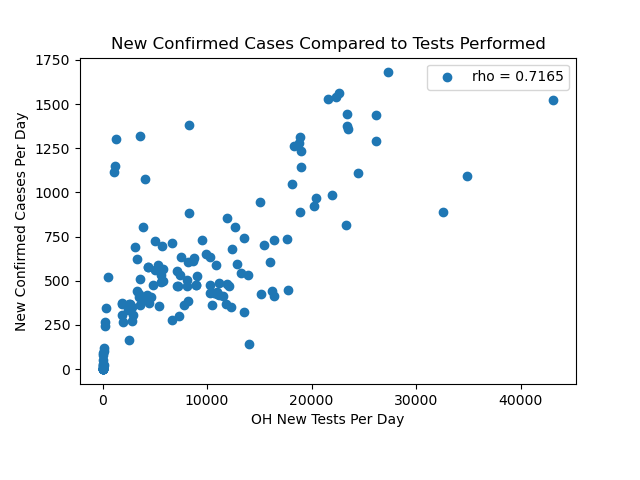 New Confirmed Cases Compared to Tests Performed
rho = 0.7165
1750
1500
1250
1000
750
500
250
0
New Confirmed Caeses Per Day
0 10000 20000 30000 40000
OH New Tests Per Day